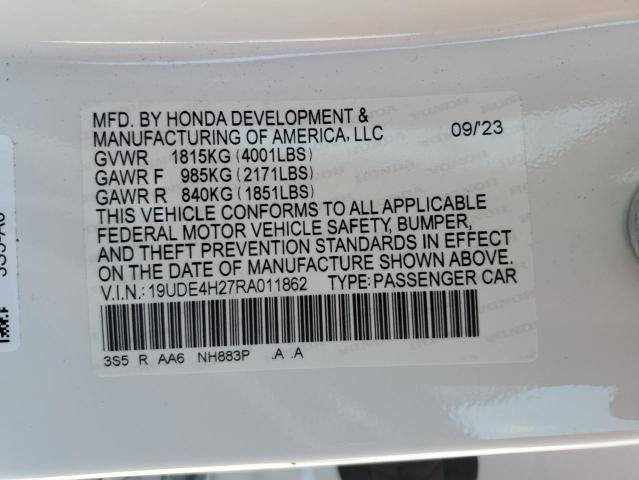 MFD. BY HONDA DEVELOPMENT &
MANUFACTURING OF AMERICA, LLC 09/'23
GVWR 1815KG (4001LBS)
GAWR F 985KG (2171LBS)
GAWR R 840KG (1851LBS)
THIS VEHICLE CONFORMS TO ALL APPLICABLE
FEDERAL MOTOR VEHICLE SAFETY, BUMPER,
AND THEFT PREVENTION STANDARDS IN EFFECT
ON THE DATE OF MANUFACTURE SHOWN ABOVE.
V.I.N.: 19UDE4H27RA011862 TYPE: PASSENGER CAR
3S5 R AA6 NH883P .A .A